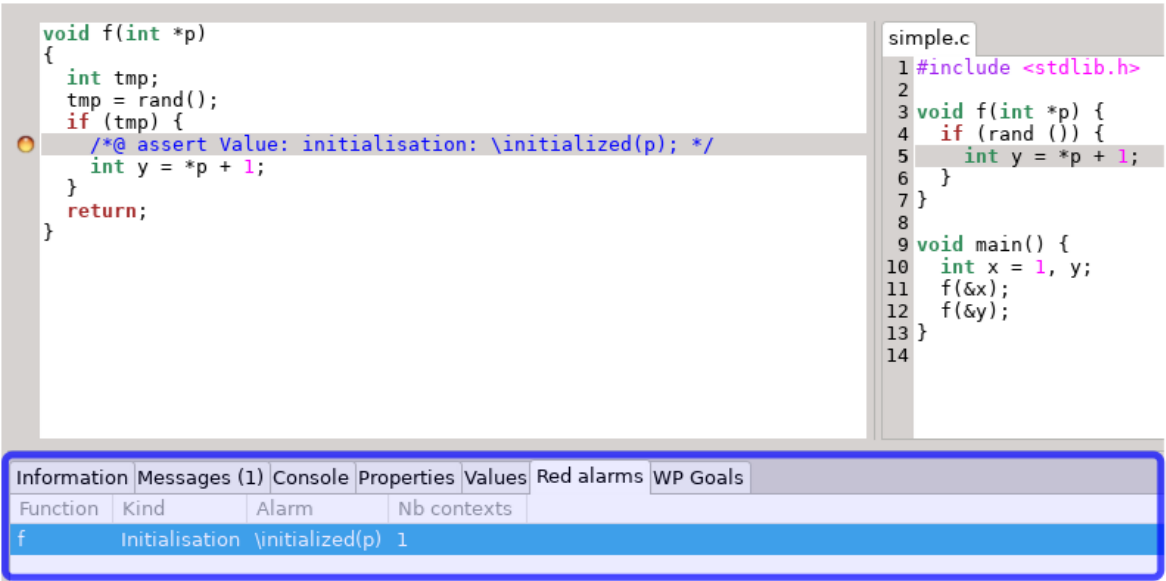 void f(int *p)
{
  int tmp;
  tmp = rand();
  if (tmp) {
    /*@ assert Value: initialisation: \initialized(p); */
    int y = *p + 1;
  }
  return;
}
simple.c
1 #include <stdlib.h>
2
3 void f(int *p) {
4   if (rand ()) {
5     int y = *p + 1;
6   }
7 }
8
9 void main() {
10   int x = 1, y;
11   f(&x);
12   f(&y);
13 }
14
Information Messages (1) Console Properties Values Red alarms WP Goals
Function Kind Alarm Nb contexts
f Initialisation \initialized(p) 1